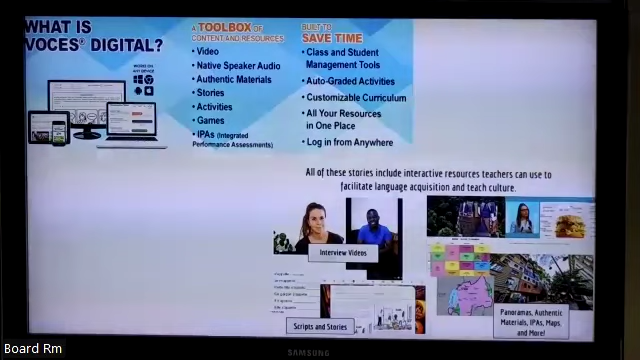 WHAT IS
VOCES® DIGITAL?
WORKS ON
ANY DEVICE
A TOOLBOX OF
CONTENT AND RESOURCES
• Video
• Native Speaker Audio
• Authentic Materials
• Stories
• Activities
• Games
• IPAs (Integrated
Performance Assessments)
BUILT TO
SAVE TIME
• Class and Student
Management Tools
• Auto-Graded Activities
• Customizable Curriculum
• All Your Resources
in One Place
• Log in from Anywhere
All of these stories include interactive resources teachers can use to
facilitate language acquisition and teach culture.
Interview Videos
Scripts and Stories
Panoramas, Authentic
Materials, IPAs, Maps,
and More!
Board Rm
SAMSUNG